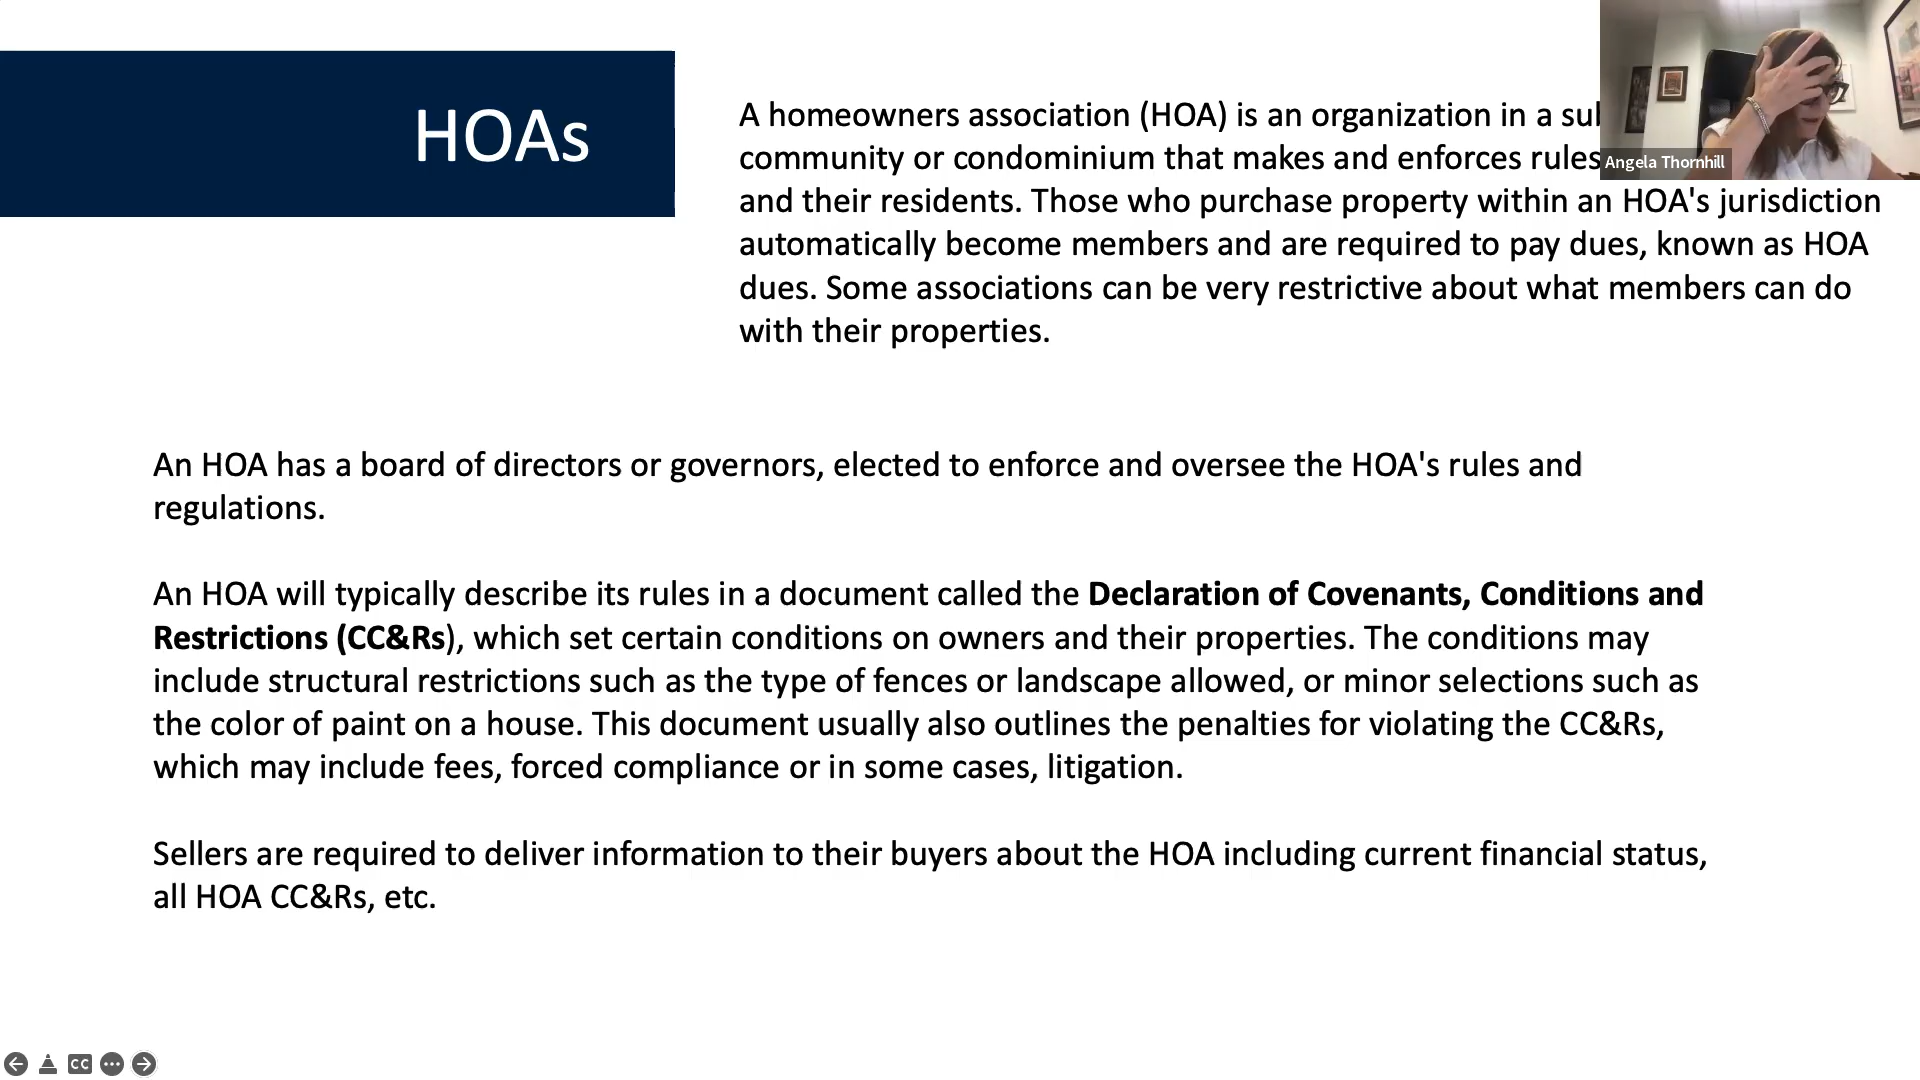 HOAs
A homeowners association (HOA) is an organization in a
community or condominium that makes and enforces rules
and their residents. Those who purchase property within an HOA's jurisdiction
automatically become members and are required to pay dues, known as HOA
dues. Some associations can be very restrictive about what members can do
with their properties.
Angela Thornhill
An HOA has a board of directors or governors, elected to enforce and oversee the HOA's rules and
regulations.
An HOA will typically describe its rules in a document called the Declaration of Covenants, Conditions and
Restrictions (CC&Rs), which set certain conditions on owners and their properties. The conditions may
include structural restrictions such as the type of fences or landscape allowed, or minor selections such as
the color of paint on a house. This document usually also outlines the penalties for violating the CC&Rs,
which may include fees, forced compliance or in some cases, litigation.
Sellers are required to deliver information to their buyers about the HOA including current financial status,
all HOA CC&Rs, etc.
CC